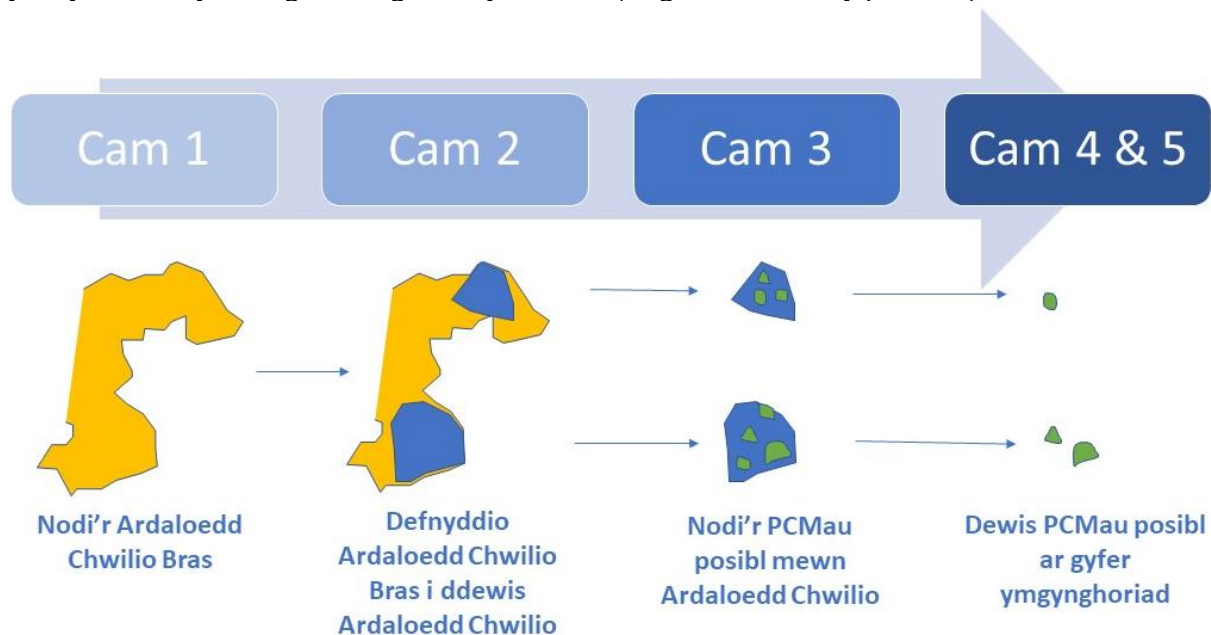 Cam 1
Cam 2
Cam 3
Cam 4 & 5
Nodi'r Ardaloedd
Chwilio Bras
Defnyddio
Ardaloedd Chwilio
Bras i ddewis
Ardaloedd Chwilio
Nodi'r PCMau
posibl mewn
Ardaloedd Chwilio
Dewis PCMau posibl
ar gyfer
ymgynghoriad